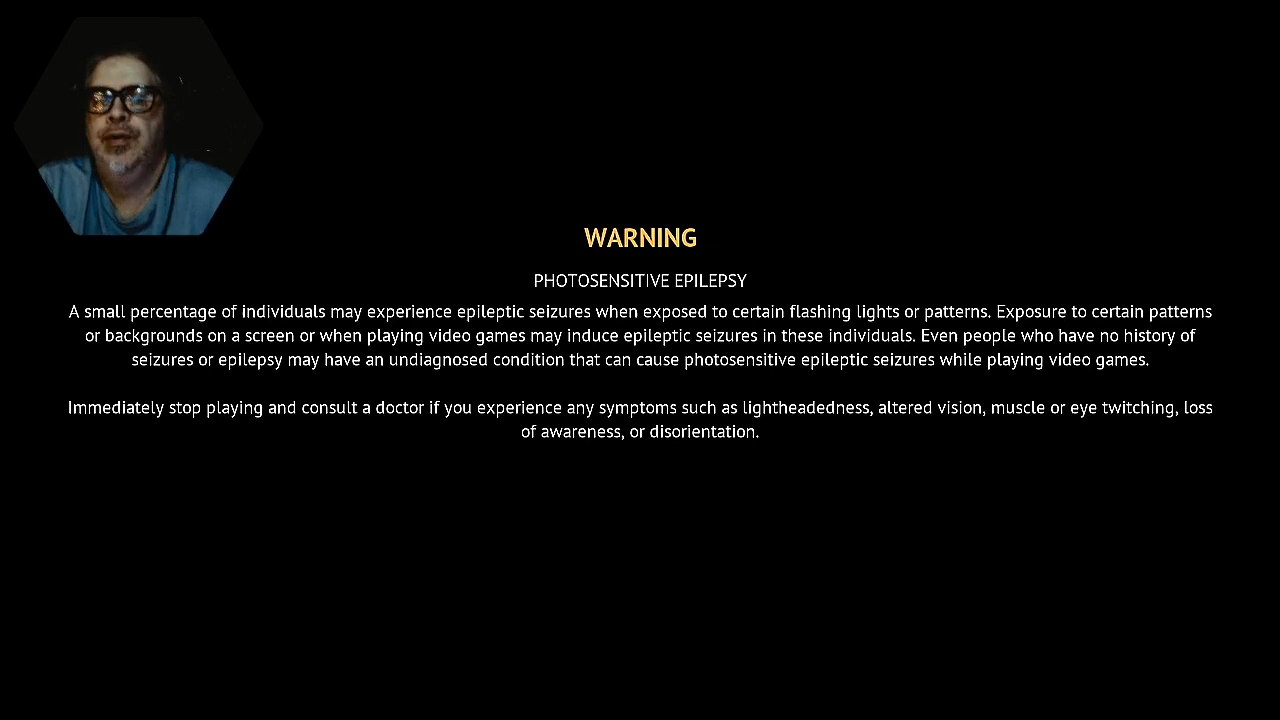 WARNING
PHOTOSENSITIVE EPILEPSY
A small percentage of individuals may experience epileptic seizures when exposed to certain flashing lights or patterns. Exposure to certain patterns
or backgrounds on a screen or when playing video games may induce epileptic seizures in these individuals. Even people who have no history of
seizures or epilepsy may have an undiagnosed condition that can cause photosensitive epileptic seizures while playing video games.
Immediately stop playing and consult a doctor if you experience any symptoms such as lightheadedness, altered vision, muscle or eye twitching, loss
of awareness, or disorientation.